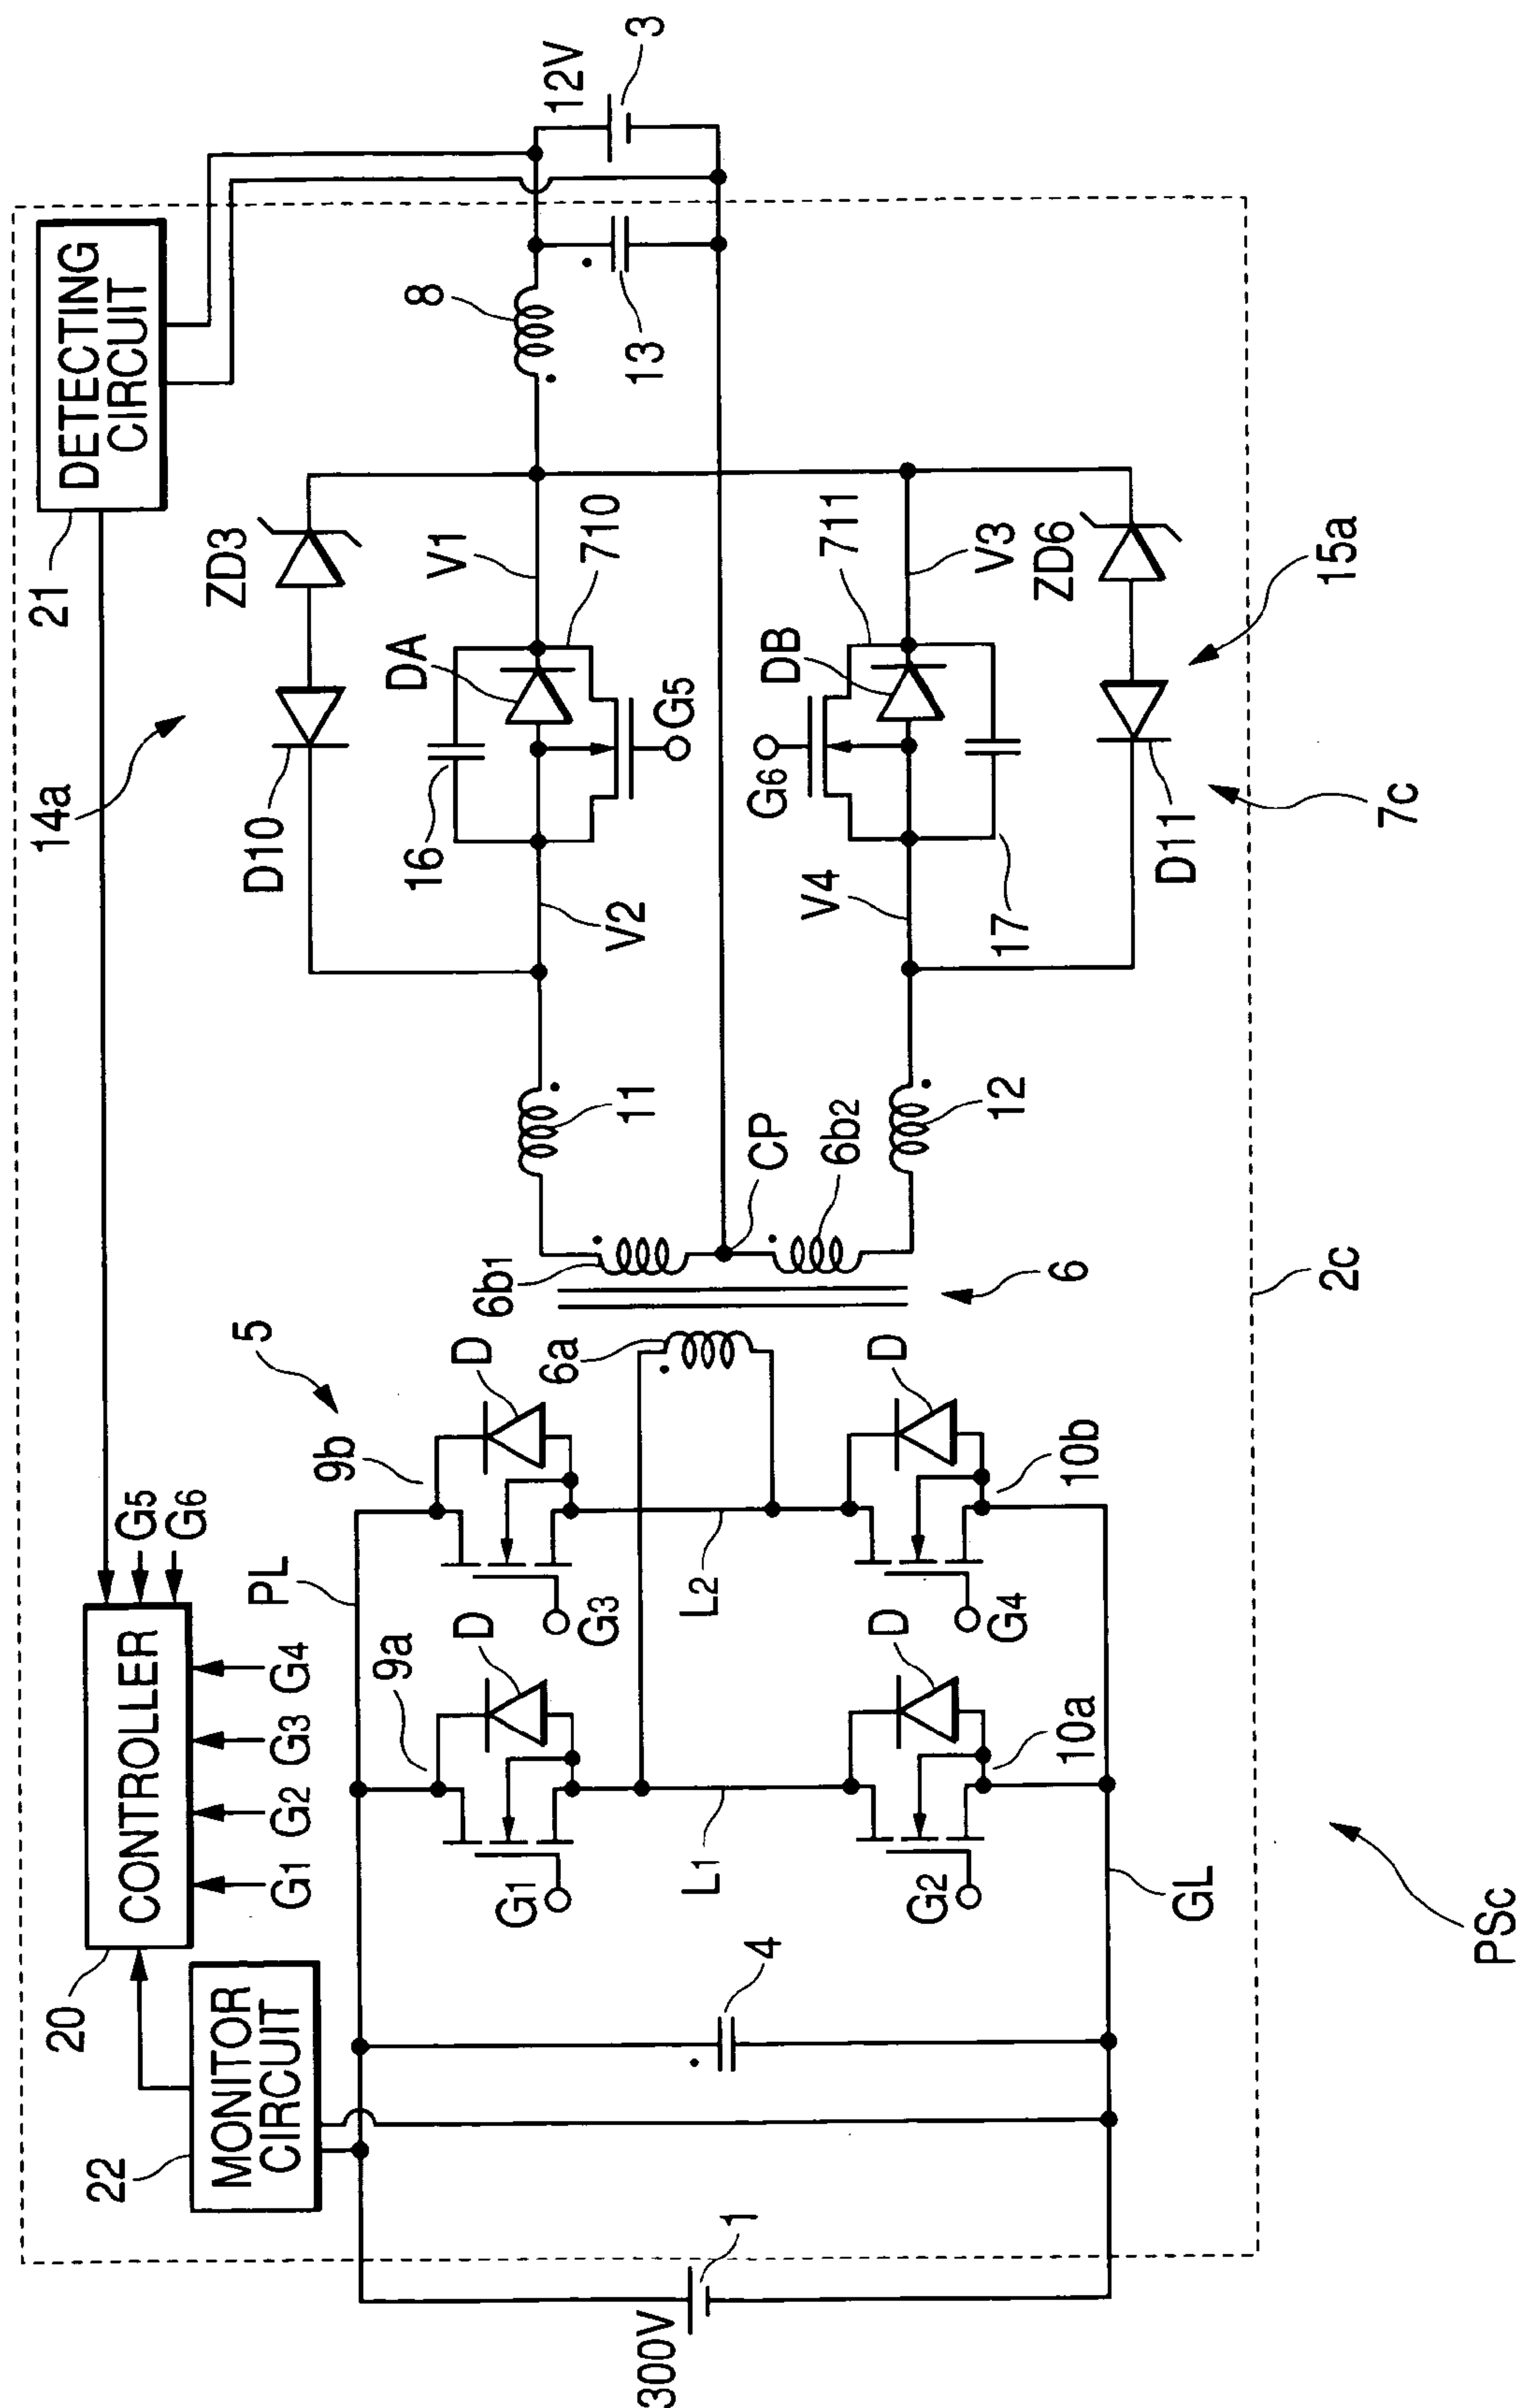 DETECTING
CIRCUIT
21
CONTROLLER
20
MONITOR
CIRCUIT
22
G1
G2
G3
G4
G5
G6
PL
5
14a
ZD3
D10
16
DA
V1
710
G5
V2
8
12V
3
13
11
CP
6b1
6b2
6a
6
12
V4
G6
DB
711
V3
ZD6
15a
D11
7c
17
9a
D
G1
9b
D
G3
L1
L2
G2
D
10a
G4
D
10b
GL
4
300V
1
2c
PSc